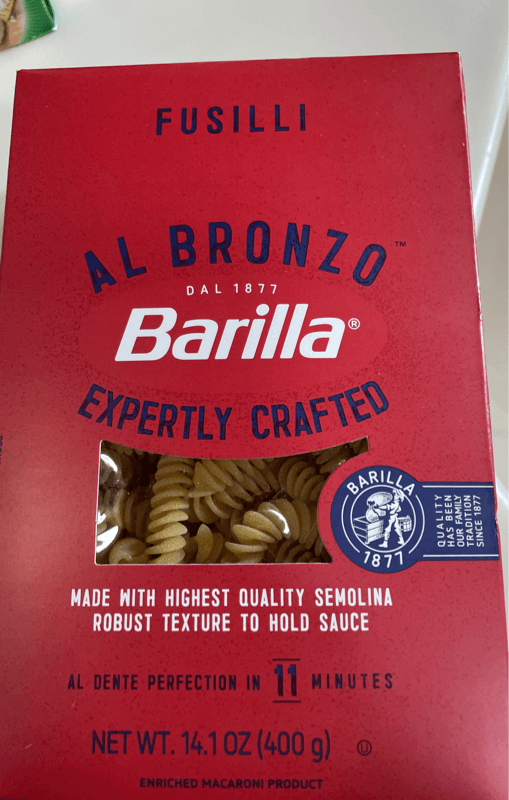 FUSILLI
AL BRONZO™
DAL 1877
Barilla®
EXPERTLY CRAFTED
BARILLA
1877
QUALITY
HAS BEEN
OUR FAMILY
TRADITION
SINCE 1877
MADE WITH HIGHEST QUALITY SEMOLINA
ROBUST TEXTURE TO HOLD SAUCE
AL DENTE PERFECTION IN 11 MINUTES
NET WT. 14.1 OZ (400 g) U
ENRICHED MACARONI PRODUCT